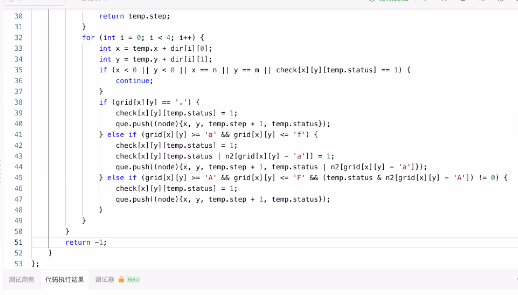 30 return temp.step;
31 }
32 for (int i = 0; i < 4; i++) {
33 int x = temp.x + dir[i][0];
34 int y = temp.y + dir[i][1];
35 if (x < 0 || y < 0 || x == n || y == m || check[x][y][temp.status] == 1) {
36 continue;
37 }
38 if (grid[x][y] == '.') {
39 check[x][y][temp.status] = 1;
40 que.push((node){x, y, temp.step + 1, temp.status});
41 } else if (grid[x][y] >= 'a' && grid[x][y] <= 'f') {
42 check[x][y][temp.status] = 1;
43 check[x][y][temp.status | n2[grid[x][y] - 'a']] = 1;
44 que.push((node){x, y, temp.step + 1, temp.status | n2[grid[x][y] - 'a']});
45 } else if (grid[x][y] >= 'A' && grid[x][y] <= 'F' && (temp.status & n2[grid[x][y] - 'A']) != 0) {
46 check[x][y][temp.status] = 1;
47 que.push((node){x, y, temp.step + 1, temp.status});
48 }
49 }
50 }
51 return -1;
52 }
53 };
测试用例 代码执行结果 调试器 Beta